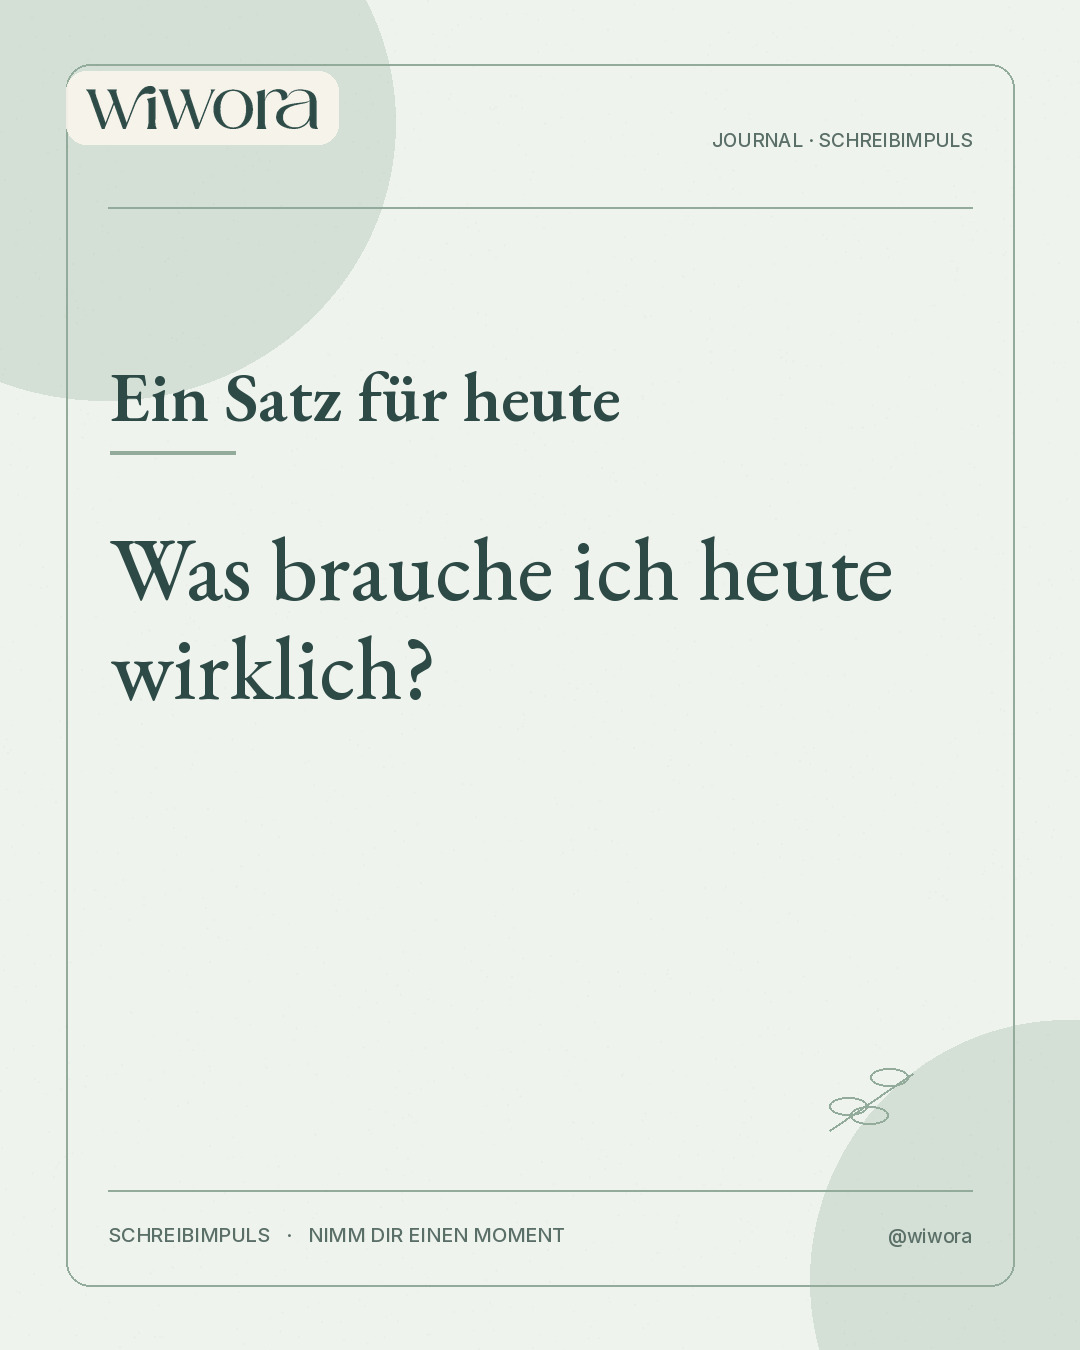 wiwora
JOURNAL · SCHREIBIMPULS
Ein Satz für heute
Was brauche ich heute
wirklich?
SCHREIBIMPULS · NIMM DIR EINEN MOMENT
@wiwora